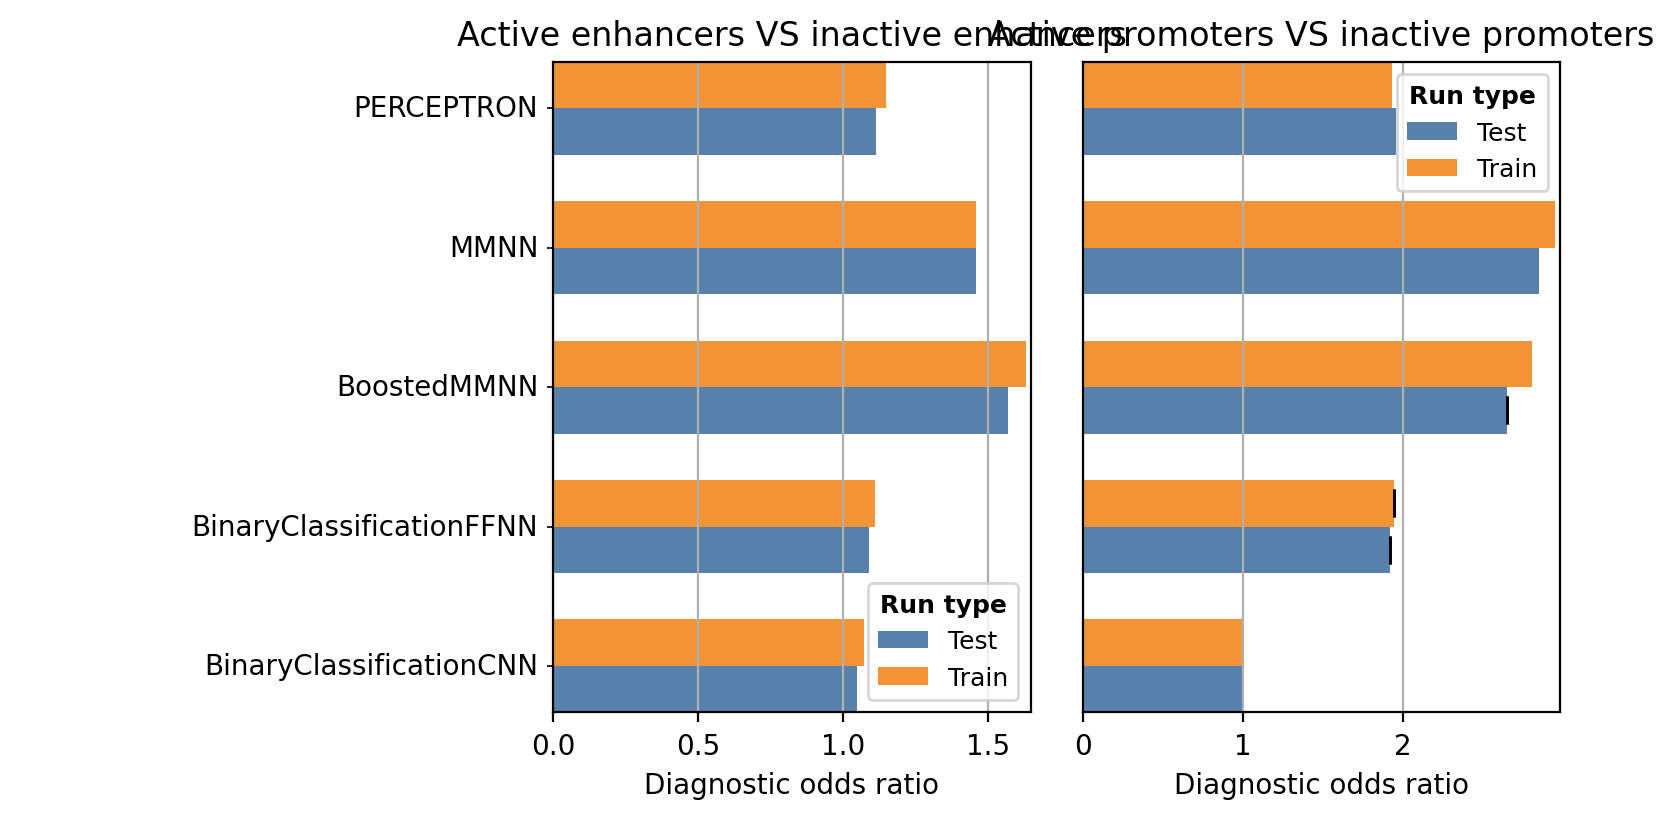 Active enhancers VS inactive enhancers
Active promoters VS inactive promoters
PERCEPTRON
MMNN
BoostedMMNN
BinaryClassificationFFNN
BinaryClassificationCNN
Run type
Test
Train
0.0 0.5 1.0 1.5
Diagnostic odds ratio
Run type
Test
Train
0 1 2
Diagnostic odds ratio